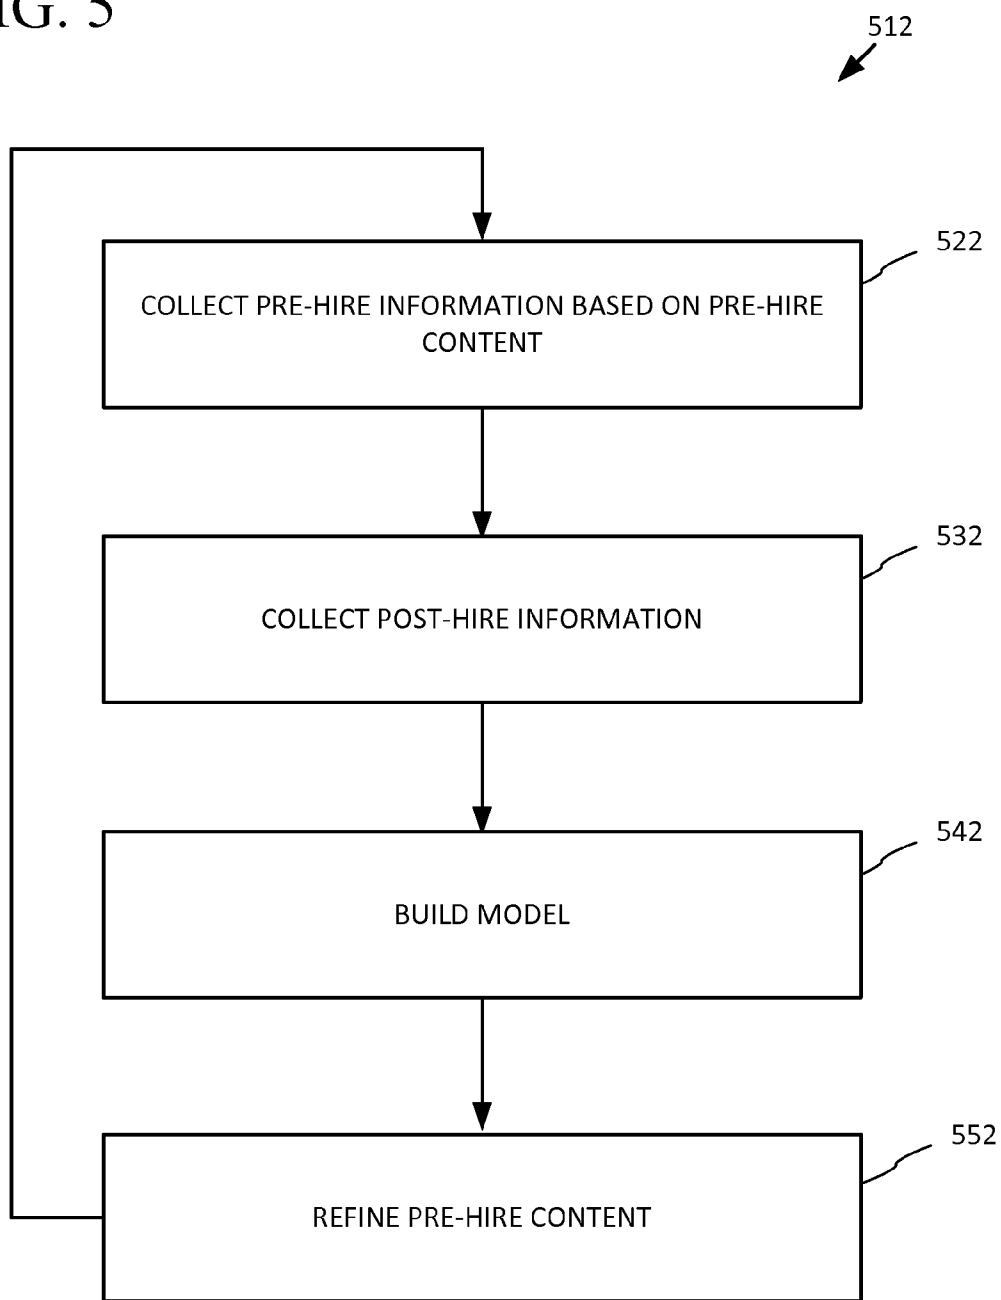 FIG. 5
512
522
COLLECT PRE-HIRE INFORMATION BASED ON PRE-HIRE
CONTENT
532
COLLECT POST-HIRE INFORMATION
542
BUILD MODEL
552
REFINE PRE-HIRE CONTENT